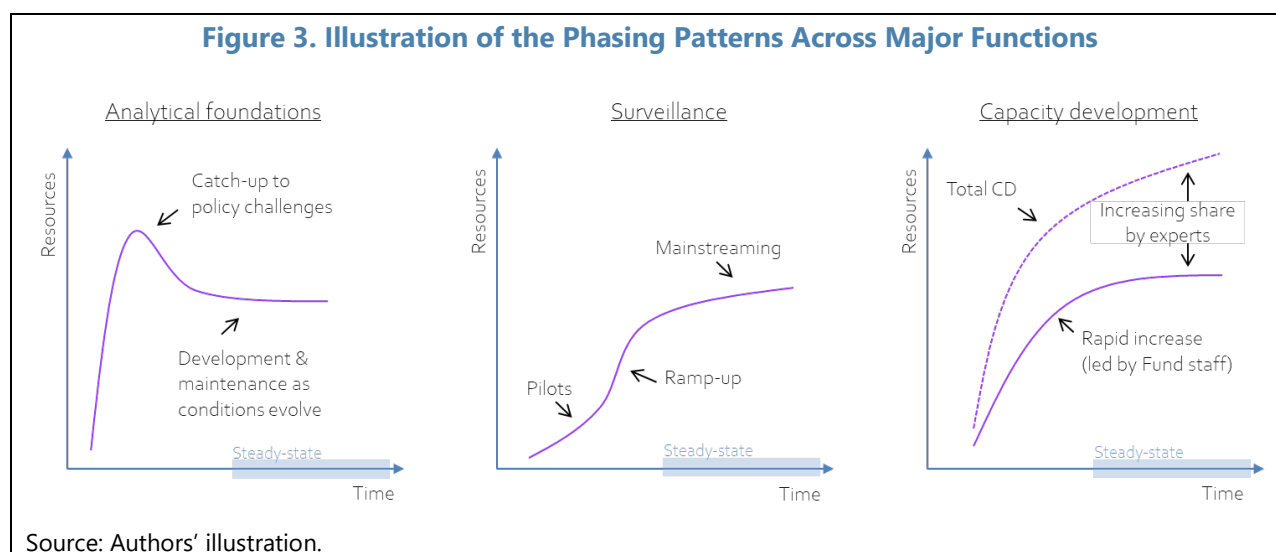 Figure 3. Illustration of the Phasing Patterns Across Major Functions
Analytical foundations
Resources
Catch-up to
policy challenges
Development &
maintenance as
conditions evolve
Steady-state
Time
Surveillance
Resources
Mainstreaming
Ramp-up
Pilots
Steady-state
Time
Capacity development
Resources
Total CD
Increasing share
by experts
Rapid increase
(led by Fund staff)
Steady-state
Time
Source: Authors’ illustration.